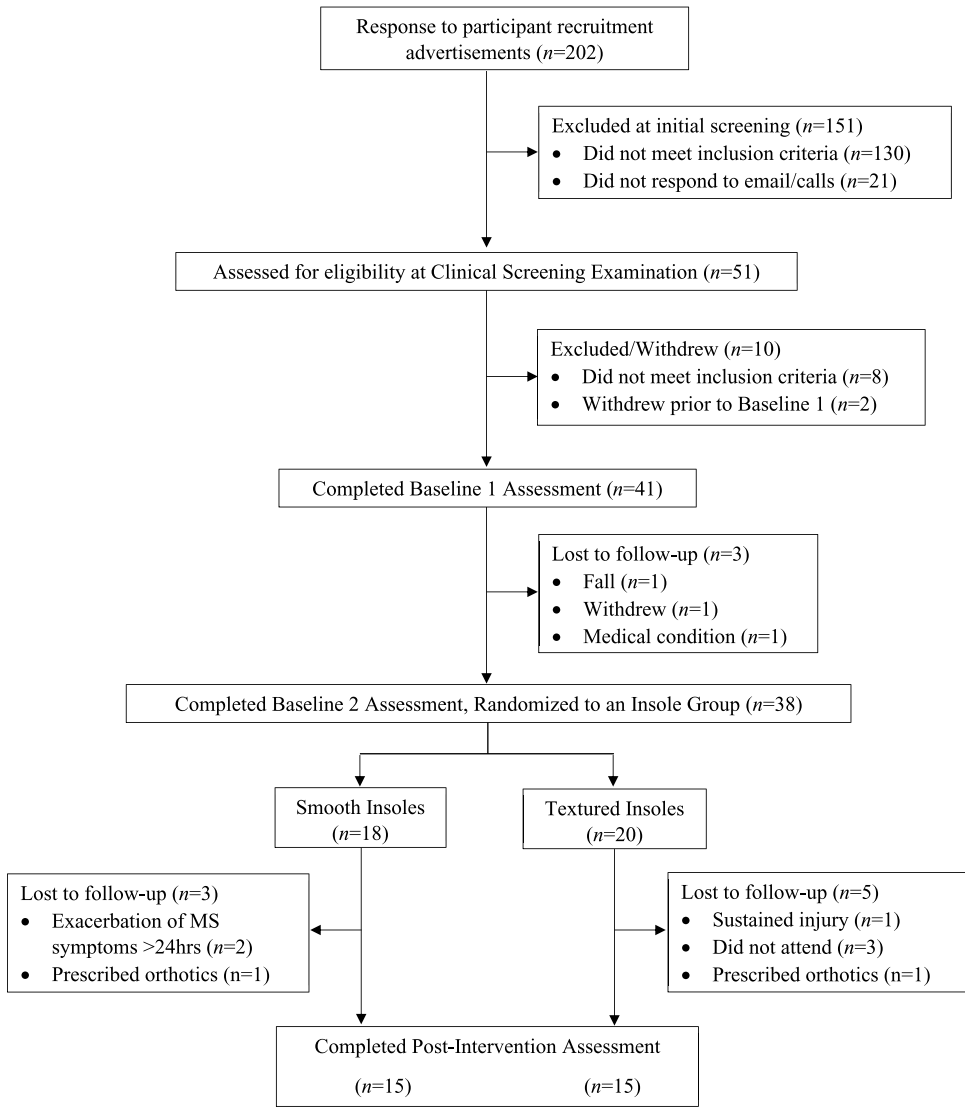 Response to participant recruitment
advertisements (n=202)
Excluded at initial screening (n=151)
• Did not meet inclusion criteria (n=130)
• Did not respond to email/calls (n=21)
Assessed for eligibility at Clinical Screening Examination (n=51)
Excluded/Withdrew (n=10)
• Did not meet inclusion criteria (n=8)
• Withdrew prior to Baseline 1 (n=2)
Completed Baseline 1 Assessment (n=41)
Lost to follow-up (n=3)
• Fall (n=1)
• Withdrew (n=1)
• Medical condition (n=1)
Completed Baseline 2 Assessment, Randomized to an Insole Group (n=38)
Smooth Insoles
(n=18)
Textured Insoles
(n=20)
Lost to follow-up (n=3)
• Exacerbation of MS
symptoms >24hrs (n=2)
• Prescribed orthotics (n=1)
Lost to follow-up (n=5)
• Sustained injury (n=1)
• Did not attend (n=3)
• Prescribed orthotics (n=1)
Completed Post-Intervention Assessment
(n=15) (n=15)